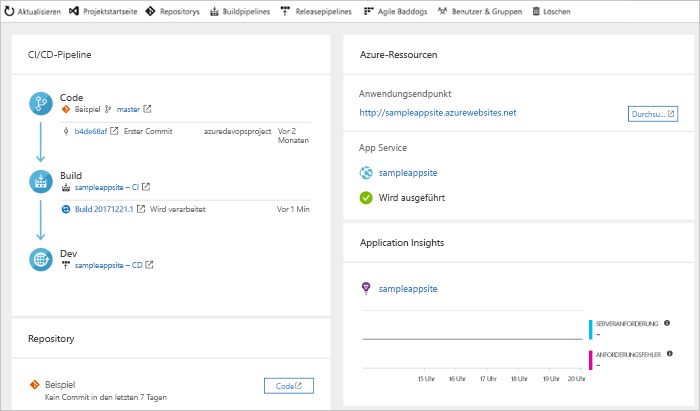 Aktualisieren Projektstartseite Repositorys Buildpipelines Releasepipelines Agile Baddogs Benutzer & Gruppen Löschen
CI/CD-Pipeline
Code
Beispiel master
b4de68af Erster Commit azuredevopsproject Vor 2
Monaten
Build
sampleappsite – CI
Build 20171221.1 Wird verarbeitet Vor 1 Min
Dev
sampleappsite – CD
Repository
Beispiel
Kein Commit in den letzten 7 Tagen
Code
Azure-Ressourcen
Anwendungsendpunkt
http://sampleappsite.azurewebsites.net
Durchsu...
App Service
sampleappsite
Wird ausgeführt
Application Insights
sampleappsite
SERVERANFORDERUNG
--
ANFORDERUNGSFEHLER
--
15 Uhr 16 Uhr 17 Uhr 18 Uhr 19 Uhr 20 Uhr